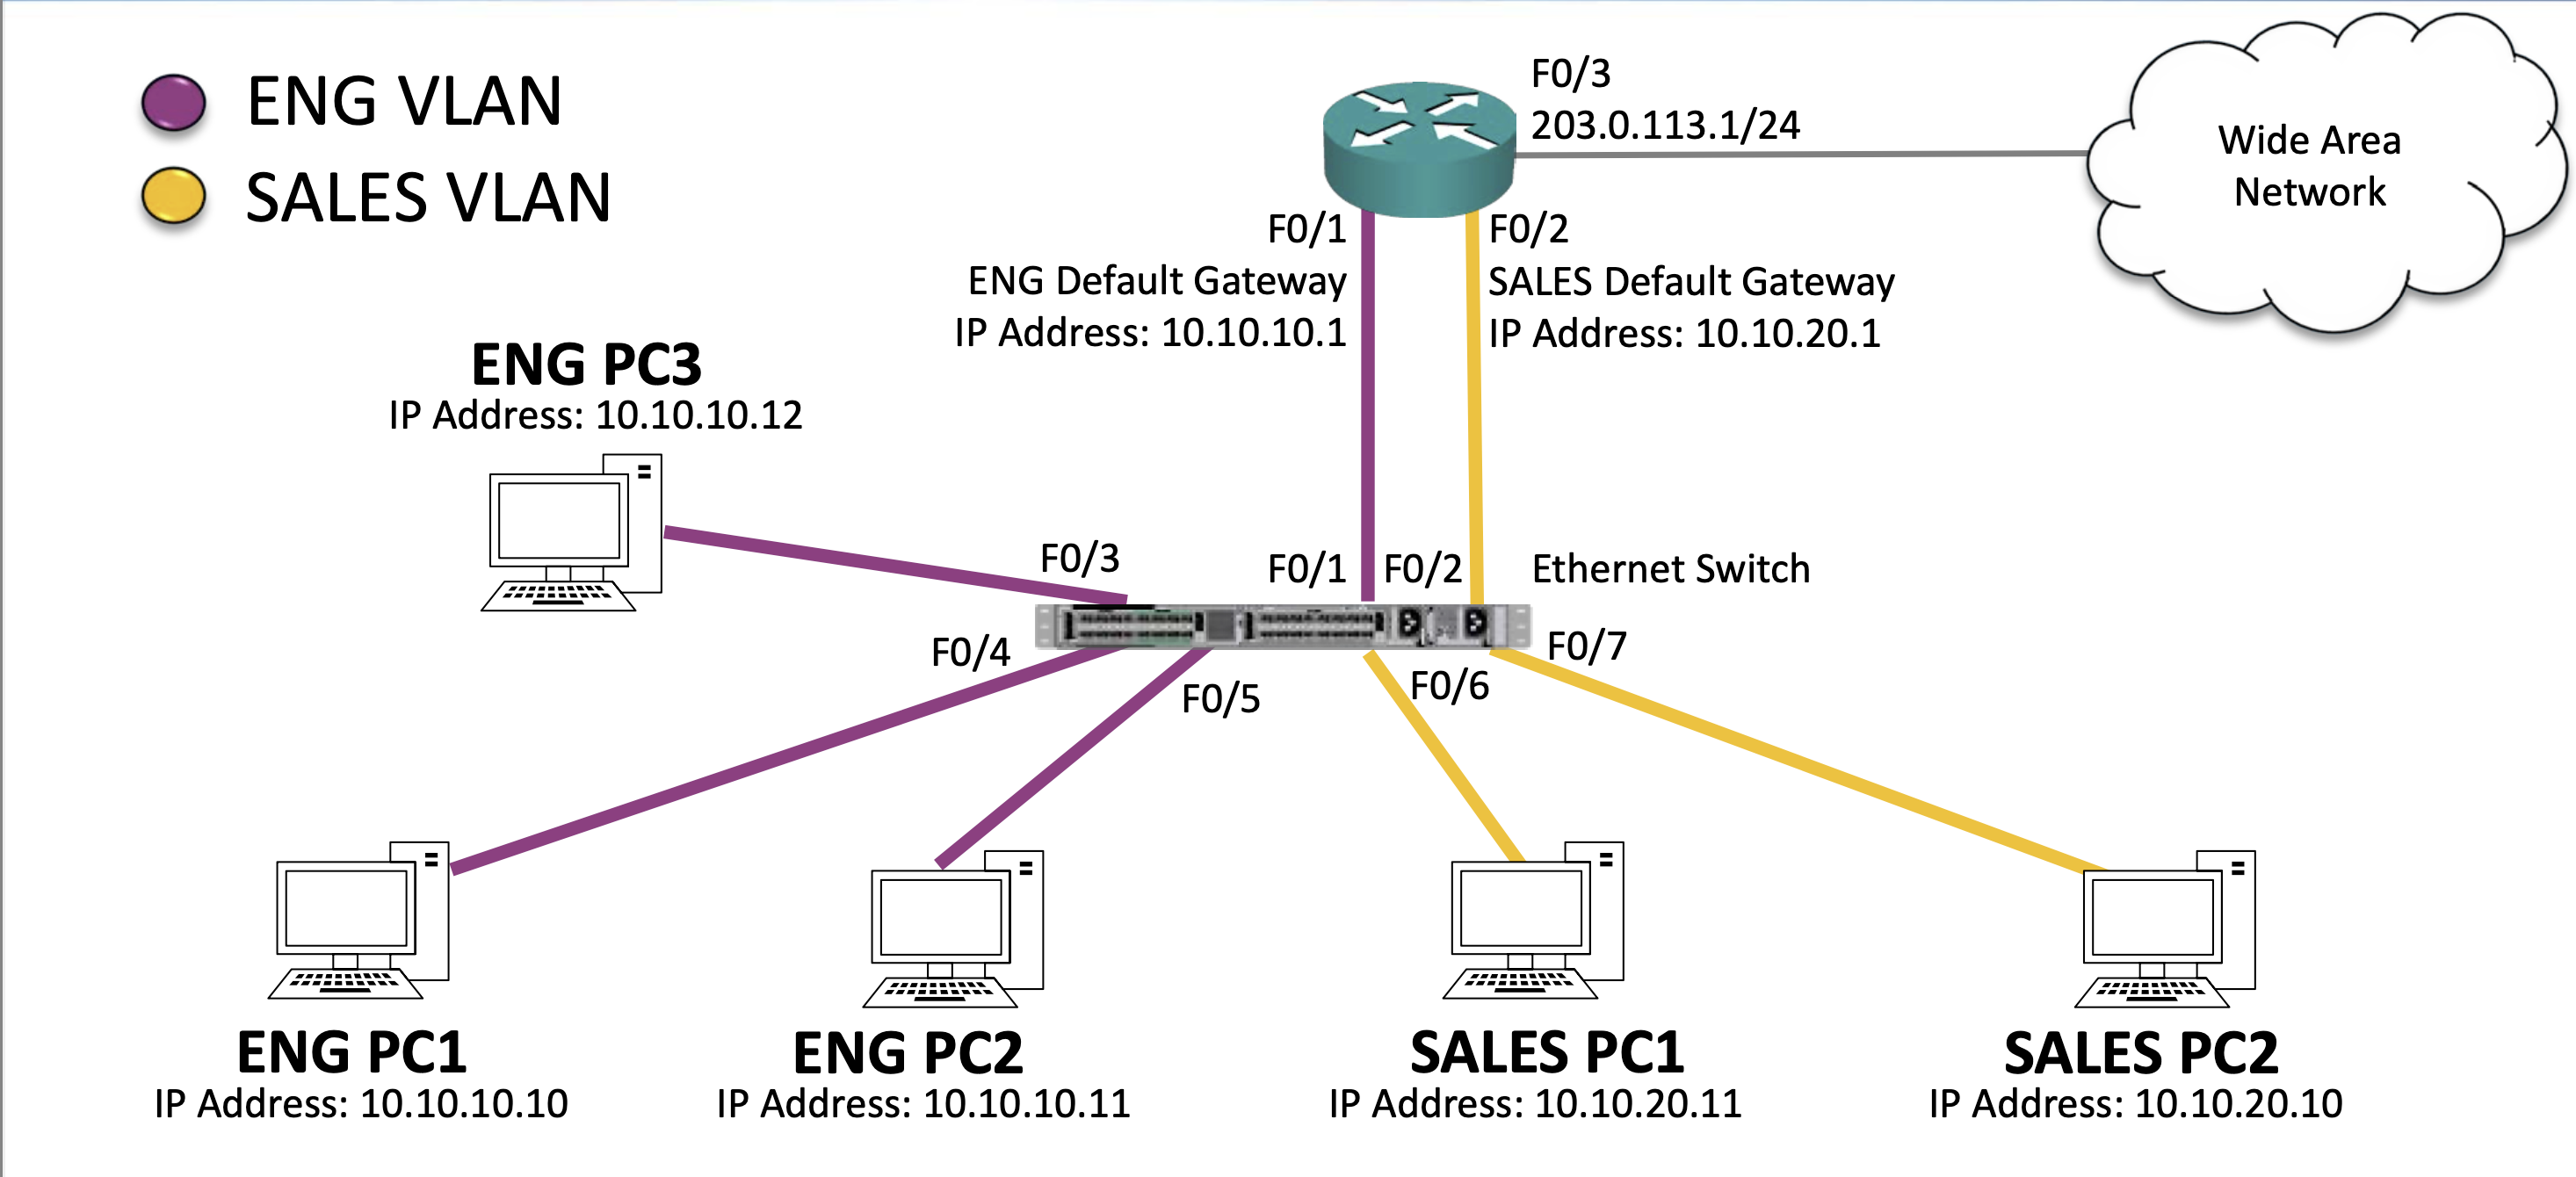 ENG VLAN
SALES VLAN
F0/3
203.0.113.1/24
Wide Area
Network
F0/1
ENG Default Gateway
IP Address: 10.10.10.1
F0/2
SALES Default Gateway
IP Address: 10.10.20.1
ENG PC3
IP Address: 10.10.10.12
F0/3
F0/1
F0/2
Ethernet Switch
F0/4
F0/5
F0/6
F0/7
ENG PC1
IP Address: 10.10.10.10
ENG PC2
IP Address: 10.10.10.11
SALES PC1
IP Address: 10.10.20.11
SALES PC2
IP Address: 10.10.20.10